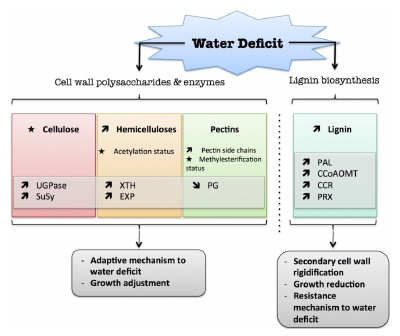 Water Deficit
Cell wall polysaccharides & enzymes
Lignin biosynthesis
★ Cellulose
↗ UGPase
↗ SuSy
↗ Hemicelluloses
★ Acetylation status
↗ XTH
↗ EXP
Pectins
↗ Pectin side chains
★ Methylesterification
status
↘ PG
↗ Lignin
↗ PAL
↗ CCoAOMT
↗ CCR
↗ PRX
- Adaptive mechanism to
water deficit
- Growth adjustment
- Secondary cell wall
rigidification
- Growth reduction
- Resistance
mechanism to water
deficit